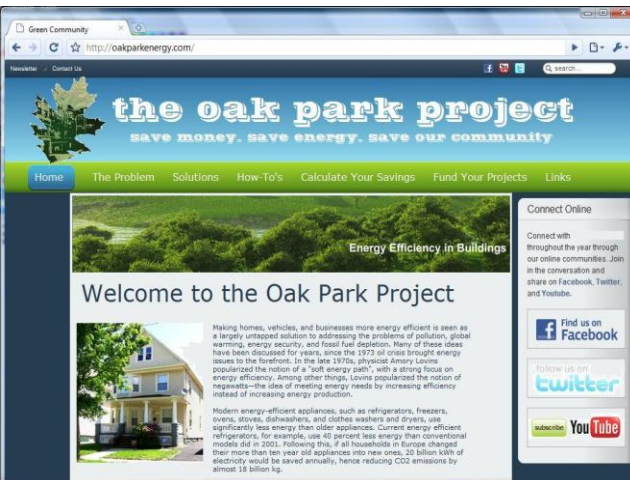 Green Community
http://oakparkenergy.com/
Newsletter / Contact Us
search...
the oak park project
save money. save energy. save our community
Home The Problem Solutions How-To's Calculate Your Savings Fund Your Projects Links
Energy Efficiency in Buildings
Welcome to the Oak Park Project
Making homes, vehicles, and businesses more energy efficient is seen as
a largely untapped solution to addressing the problems of pollution, global
warming, energy security, and fossil fuel depletion. Many of these ideas
have been discussed for years, since the 1973 oil crisis brought energy
issues to the forefront. In the late 1970s, physicist Amory Lovins
popularized the notion of a "soft energy path", with a strong focus on
energy efficiency. Among other things, Lovins popularized the notion of
negawatts—the idea of meeting energy needs by increasing efficiency
instead of increasing energy production.
Modern energy-efficient appliances, such as refrigerators, freezers,
ovens, stoves, dishwashers, and clothes washers and dryers, use
significantly less energy than older appliances. Current energy efficient
refrigerators, for example, use 40 percent less energy than conventional
models did in 2001. Following this, if all households in Europe changed
their more than ten year old appliances into new ones, 20 billion kWh of
electricity would be saved annually, hence reducing CO2 emissions by
almost 18 billion kg.
Connect Online
Connect with
throughout the year through
our online communities. Join
in the conversation and
share on Facebook, Twitter,
and Youtube.
Find us on
Facebook
follow us on
twitter
subscribe YouTube